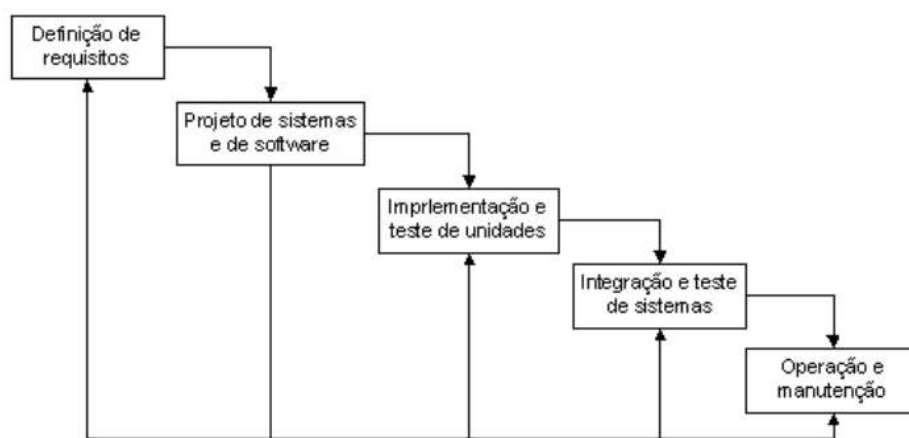 Definição de
requisitos
Projeto de sistemas
e de software
Imprlementação e
teste de unidades
Integração e teste
de sistemas
Operação e
manutenção